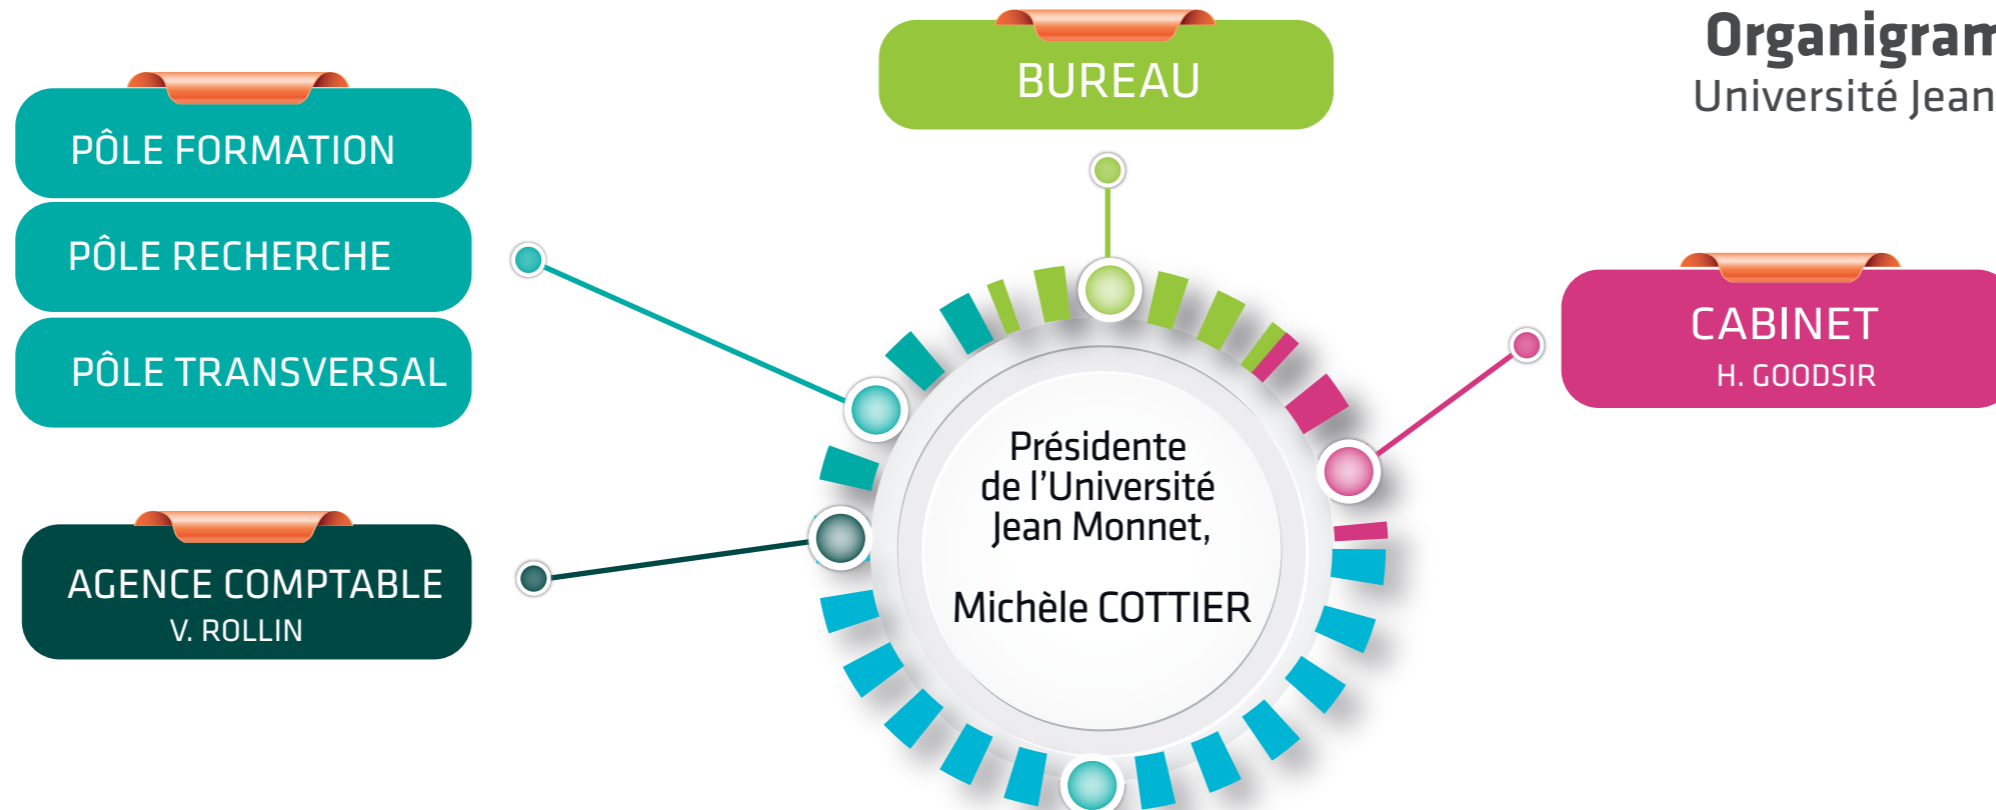 Organigram
Université Jean
BUREAU
PÔLE FORMATION
PÔLE RECHERCHE
PÔLE TRANSVERSAL
CABINET
H. GOODSIR
AGENCE COMPTABLE
V. ROLLIN
Présidente
de l'Université
Jean Monnet,
Michèle COTTIER